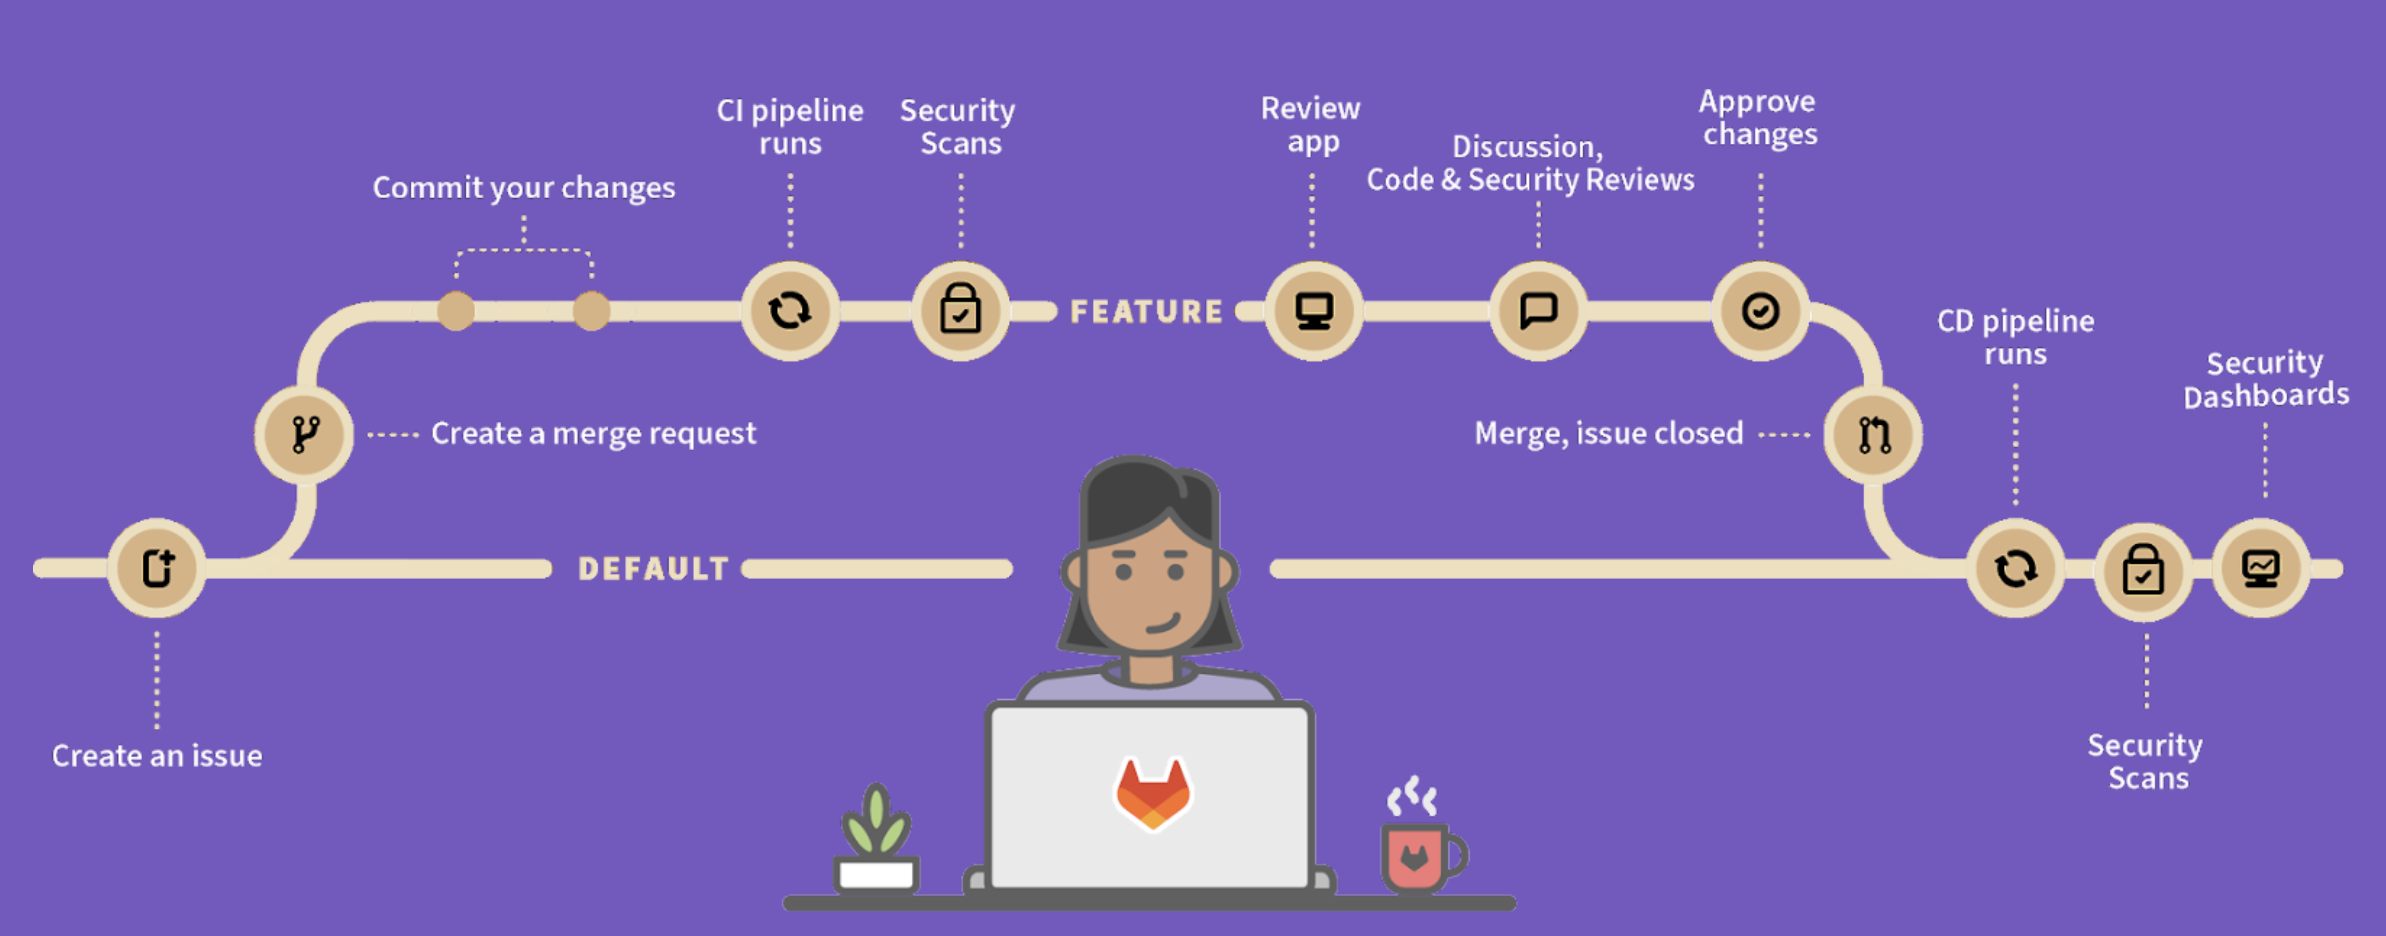 CI pipeline
runs
Security
Scans
Review
app
Approve
changes
Discussion,
Code & Security Reviews
Commit your changes
FEATURE
CD pipeline
runs
Security
Dashboards
Create a merge request
Merge, issue closed
DEFAULT
Create an issue
Security
Scans